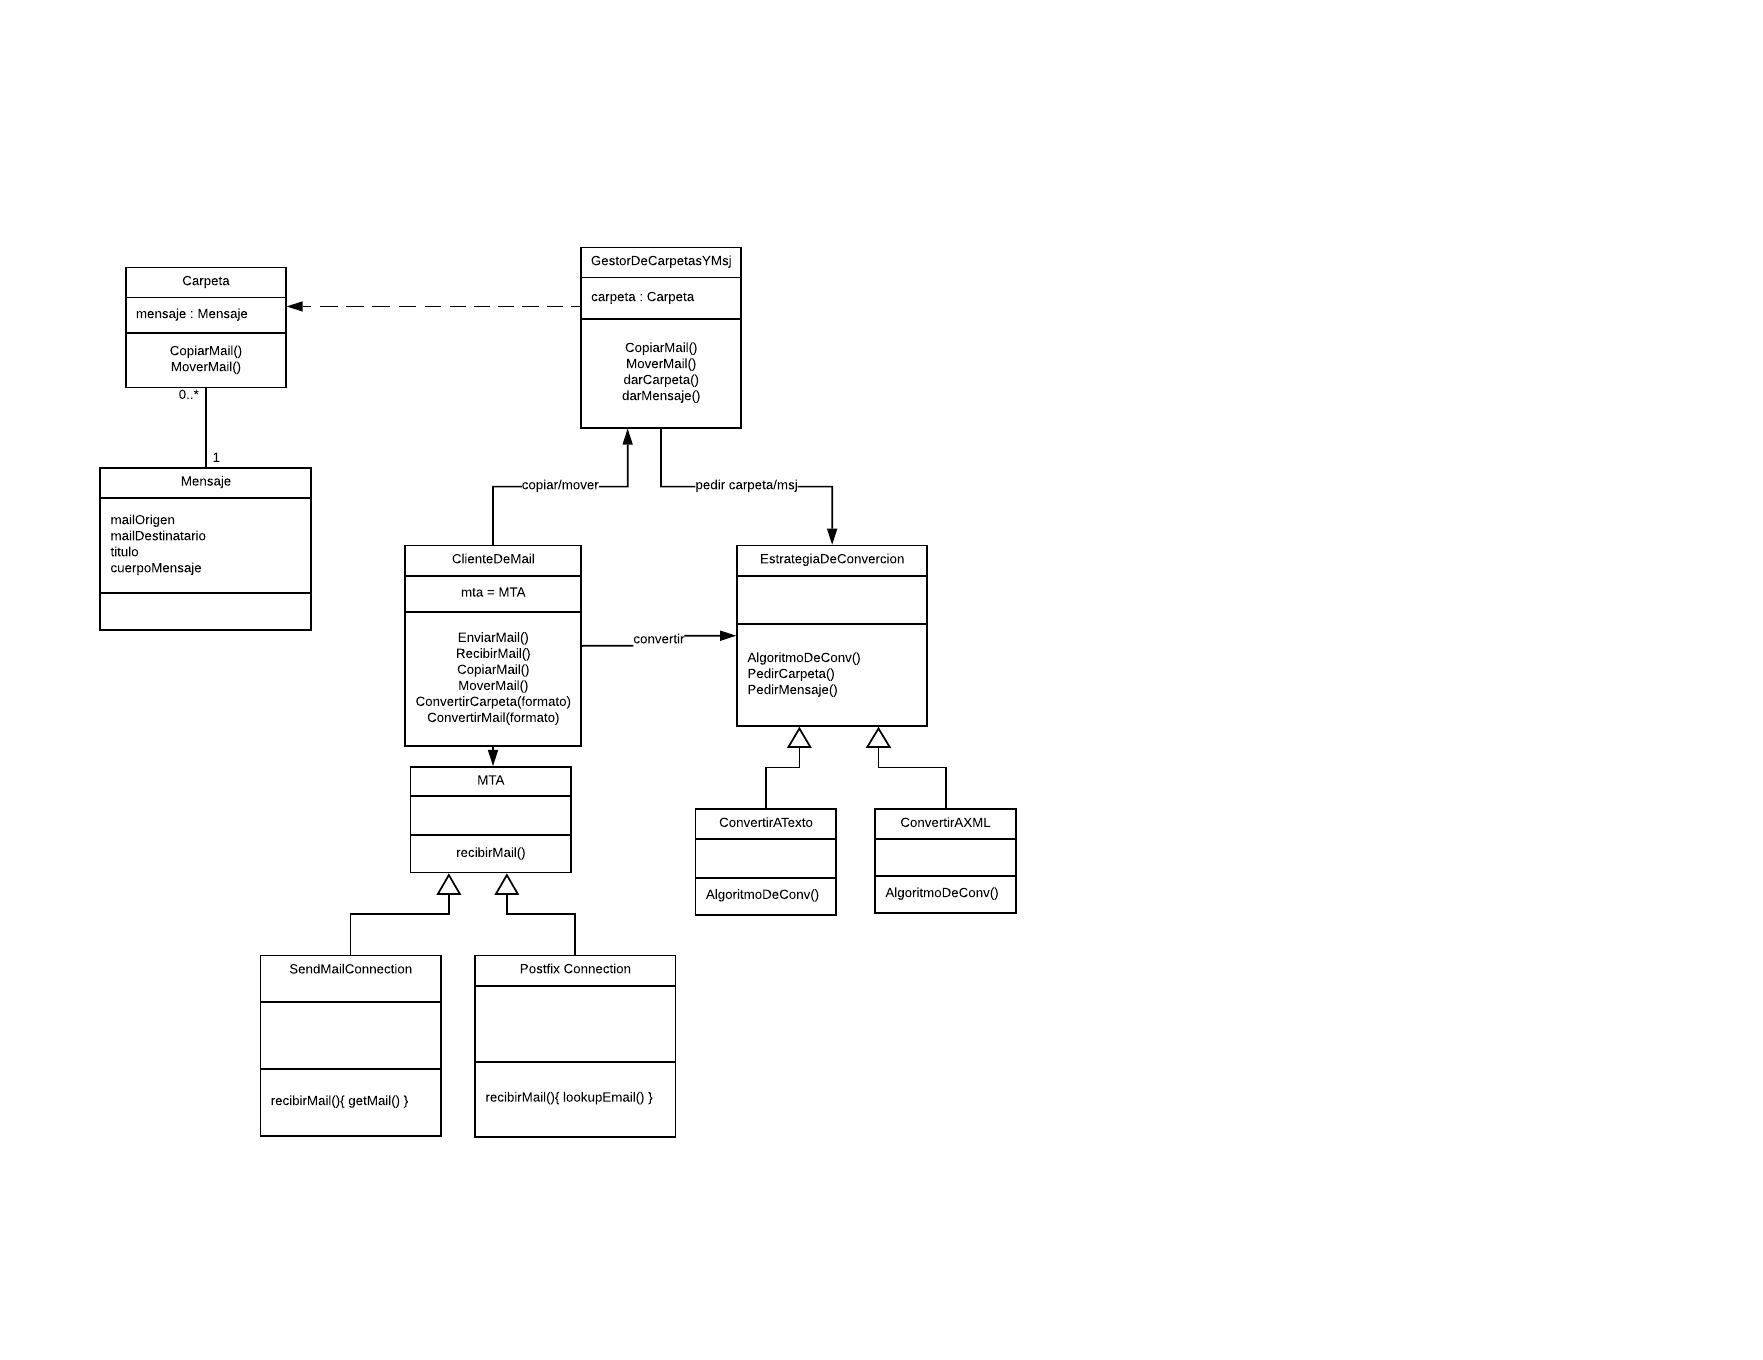 GestorDeCarpetasYMsj
carpeta : Carpeta
CopiarMail()
MoverMail()
darCarpeta()
darMensaje()
Carpeta
mensaje : Mensaje
CopiarMail()
MoverMail()
0..*
1
Mensaje
mailOrigen
mailDestinatario
titulo
cuerpoMensaje
copiar/mover
pedir carpeta/msj
ClienteDeMail
mta = MTA
EnviarMail()
RecibirMail()
CopiarMail()
MoverMail()
ConvertirCarpeta(formato)
ConvertirMail(formato)
convertir
EstrategiaDeConvercion
AlgoritmoDeConv()
PedirCarpeta()
PedirMensaje()
MTA
recibirMail()
ConvertirATexto
AlgoritmoDeConv()
ConvertirAXML
AlgoritmoDeConv()
SendMailConnection
recibirMail(){ getMail() }
Postfix Connection
recibirMail(){ lookupEmail() }